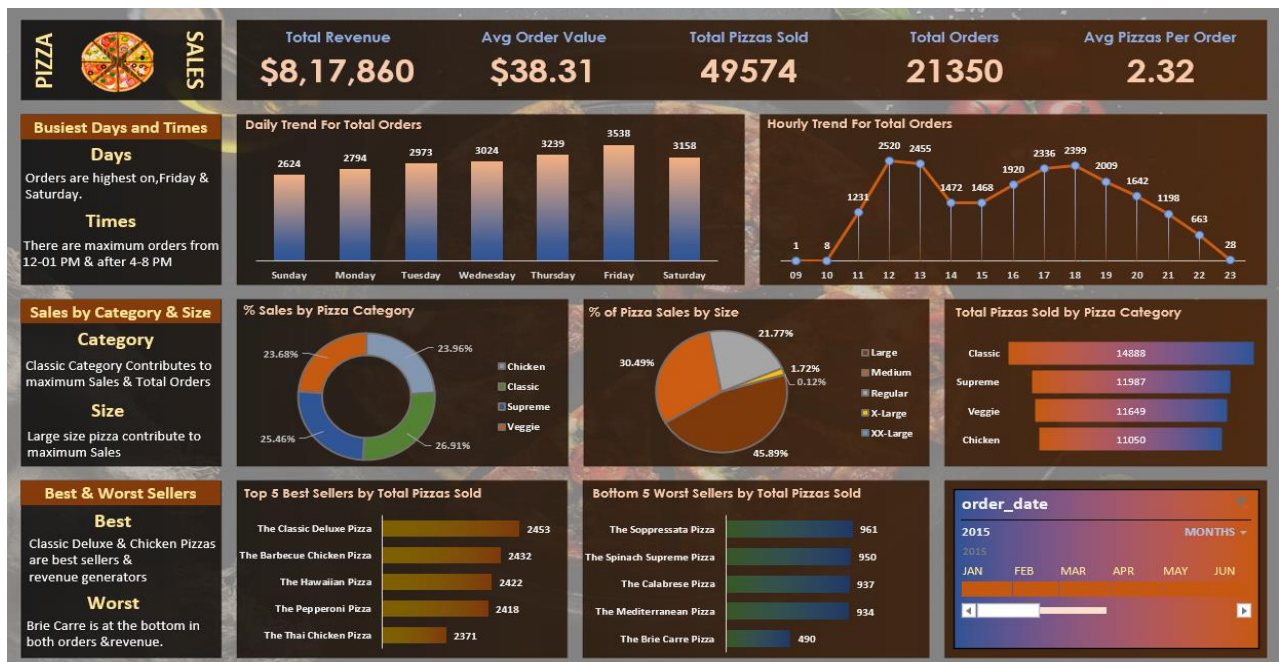 PIZZA
SALES
Total Revenue
$8,17,860
Avg Order Value
$38.31
Total Pizzas Sold
49574
Total Orders
21350
Avg Pizzas Per Order
2.32
Busiest Days and Times
Days
Orders are highest on,Friday &
Saturday.
Times
There are maximum orders from
12-01 PM & after 4-8 PM
Daily Trend For Total Orders
2624 2794 2973 3024 3239 3538 3158
Sunday Monday Tuesday Wednesday Thursday Friday Saturday
Hourly Trend For Total Orders
1 8 1231 2520 2455 1472 1468 1920 2336 2399 2009 1642 1198 663 28
09 10 11 12 13 14 15 16 17 18 19 20 21 22 23
Sales by Category & Size
Category
Classic Category Contributes to
maximum Sales & Total Orders
Size
Large size pizza contribute to
maximum Sales
% Sales by Pizza Category
23.68%
23.96%
25.46%
26.91%
Chicken
Classic
Supreme
Veggie
% of Pizza Sales by Size
21.77%
30.49%
1.72%
0.12%
45.89%
Large
Medium
Regular
X-Large
XX-Large
Total Pizzas Sold by Pizza Category
Classic 14888
Supreme 11987
Veggie 11649
Chicken 11050
Best & Worst Sellers
Best
Classic Deluxe & Chicken Pizzas
are best sellers &
revenue generators
Worst
Brie Carre is at the bottom in
both orders &revenue.
Top 5 Best Sellers by Total Pizzas Sold
The Classic Deluxe Pizza 2453
The Barbecue Chicken Pizza 2432
The Hawaiian Pizza 2422
The Pepperoni Pizza 2418
The Thai Chicken Pizza 2371
Bottom 5 Worst Sellers by Total Pizzas Sold
The Soppressata Pizza 961
The Spinach Supreme Pizza 950
The Calabrese Pizza 937
The Mediterranean Pizza 934
The Brie Carre Pizza 490
order_date
2015 MONTHS
2015
JAN FEB MAR APR MAY JUN